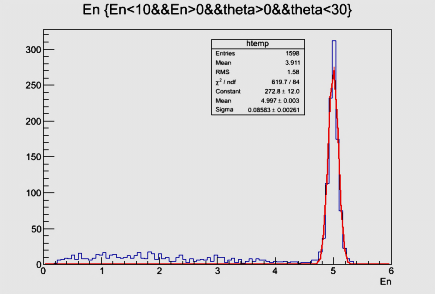 En {En<10&&En>0&&theta>0&&theta<30}
htemp
Entries 1598
Mean 3.911
RMS 1.58
χ² / ndf 619.7 / 84
Constant 272.8 ± 12.0
Mean 4.997 ± 0.003
Sigma 0.08583 ± 0.00261
300
250
200
150
100
50
0
0 1 2 3 4 5 6
En